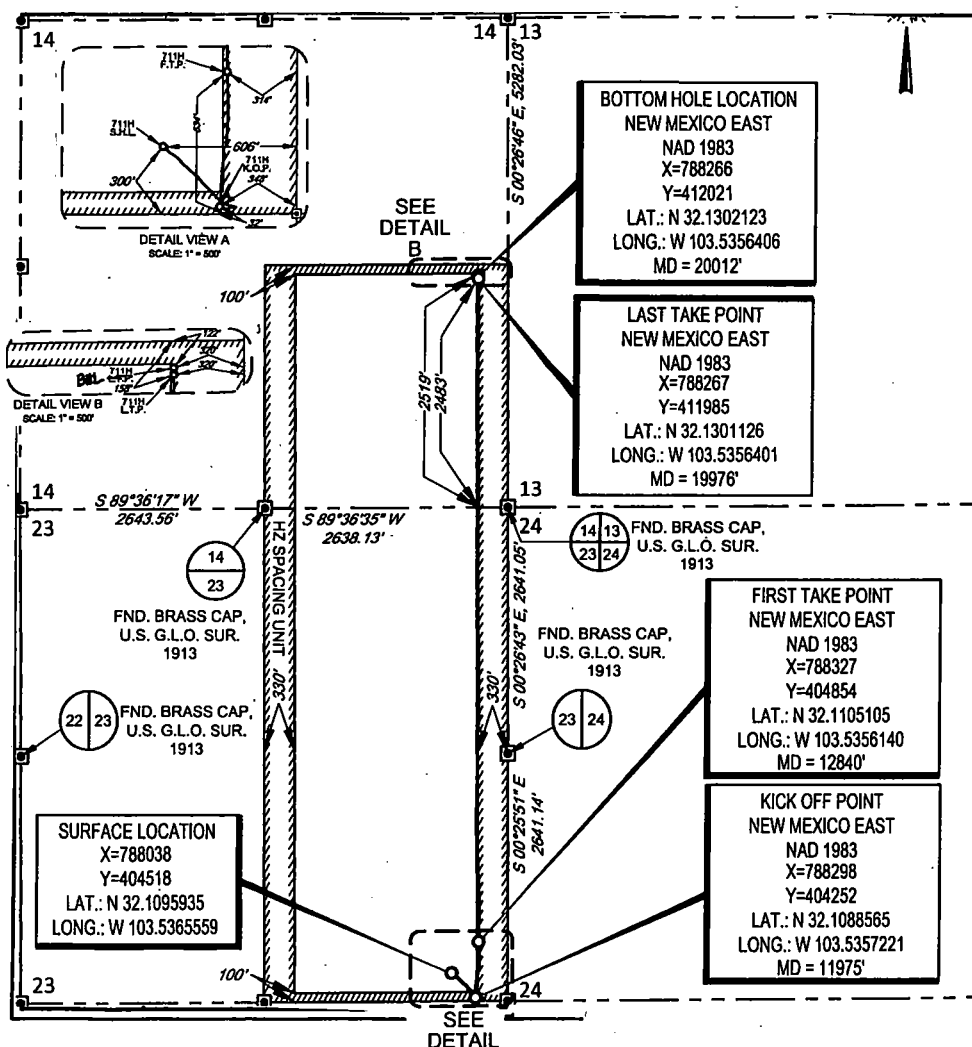 14
14
13
S 00°26'46" E, 5282.03'
711H
F.T.P.
314'
634'
711H
S.H.L.
606'
711H
K.O.P.
348'
300'
32'
DETAIL VIEW A
SCALE: 1" = 500'
SEE
DETAIL
B
BOTTOM HOLE LOCATION
NEW MEXICO EAST
NAD 1983
X=788266
Y=412021
LAT.: N 32.1302123
LONG.: W 103.5356406
MD = 20012'
100'
LAST TAKE POINT
NEW MEXICO EAST
NAD 1983
X=788267
Y=411985
LAT.: N 32.1301126
LONG.: W 103.5356401
MD = 19976'
122'
320'
320'
711H
BHL
158'
711H
L.T.P.
DETAIL VIEW B
SCALE: 1" = 500'
2519'
2483'
14
23
S 89°36'17" W
2643.56'
S 89°36'35" W
2638.13'
13
24
14 13
23 24
FND. BRASS CAP,
U.S. G.L.O. SUR.
1913
14
23
FND. BRASS CAP,
U.S. G.L.O. SUR.
1913
HZ SPACING UNIT
S 00°26'43" E, 2641.05'
FND. BRASS CAP,
U.S. G.L.O. SUR.
1913
23 24
FIRST TAKE POINT
NEW MEXICO EAST
NAD 1983
X=788327
Y=404854
LAT.: N 32.1105105
LONG.: W 103.5356140
MD = 12840'
330'
330'
22 23
FND. BRASS CAP,
U.S. G.L.O. SUR.
1913
S 00°25'51" E
2641.14'
SURFACE LOCATION
X=788038
Y=404518
LAT.: N 32.1095935
LONG.: W 103.5365559
KICK OFF POINT
NEW MEXICO EAST
NAD 1983
X=788298
Y=404252
LAT.: N 32.1088565
LONG.: W 103.5357221
MD = 11975'
100'
23
24
SEE
DETAIL